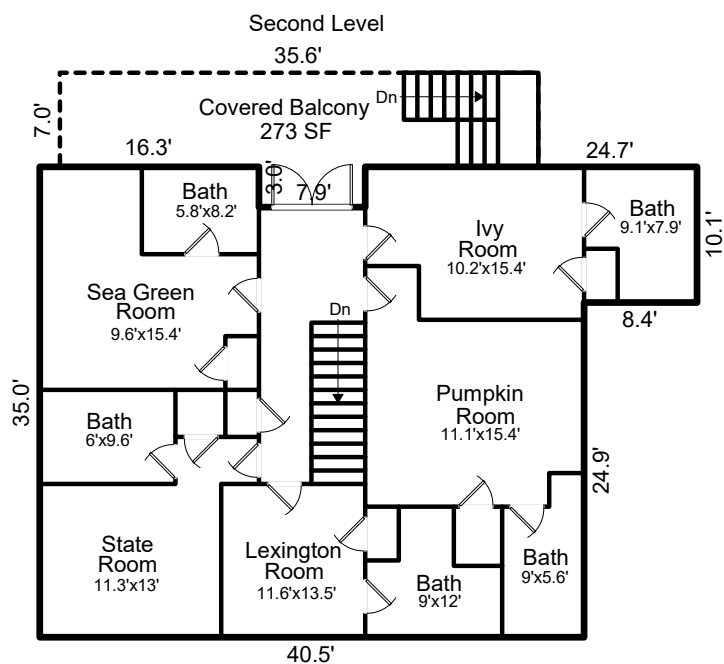 Second Level
35.6'
7.0'
Dn
Covered Balcony
273 SF
16.3'
24.7'
3.0'
7.9'
Bath
5.8'x8.2'
Ivy
Room
10.2'x15.4'
Bath
9.1'x7.9'
10.1'
Sea Green
Room
9.6'x15.4'
Dn
8.4'
35.0'
Bath
6'x9.6'
Pumpkin
Room
11.1'x15.4'
24.9'
State
Room
11.3'x13'
Lexington
Room
11.6'x13.5'
Bath
9'x12'
Bath
9'x5.6'
40.5'